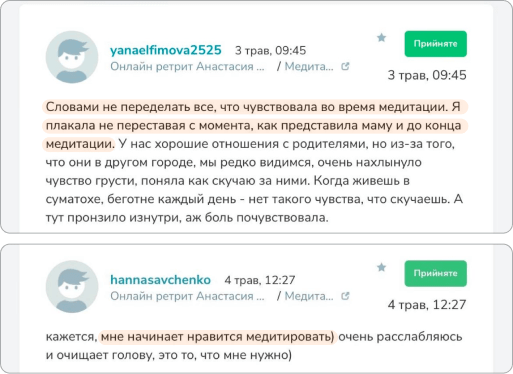 yanaelfimova2525 3 трав, 09:45
Прийняте
Онлайн ретрит Анастасия ... / Медита...
3 трав, 09:45
Словами не переделать все, что чувствовала во время медитации. Я
плакала не переставая с момента, как представила маму и до конца
медитации. У нас хорошие отношения с родителями, но из-за того,
что они в другом городе, мы редко видимся, очень нахлынуло
чувство грусти, поняла как скучаю за ними. Когда живешь в
суматохе, беготне каждый день - нет такого чувства, что скучаешь. А
тут пронзило изнутри, аж боль почувствовала.
hannasavchenko 4 трав, 12:27
Прийняте
Онлайн ретрит Анастасия ... / Медита...
4 трав, 12:27
кажется, мне начинает нравится медитировать) очень расслабляюсь
и очищает голову, это то, что мне нужно)